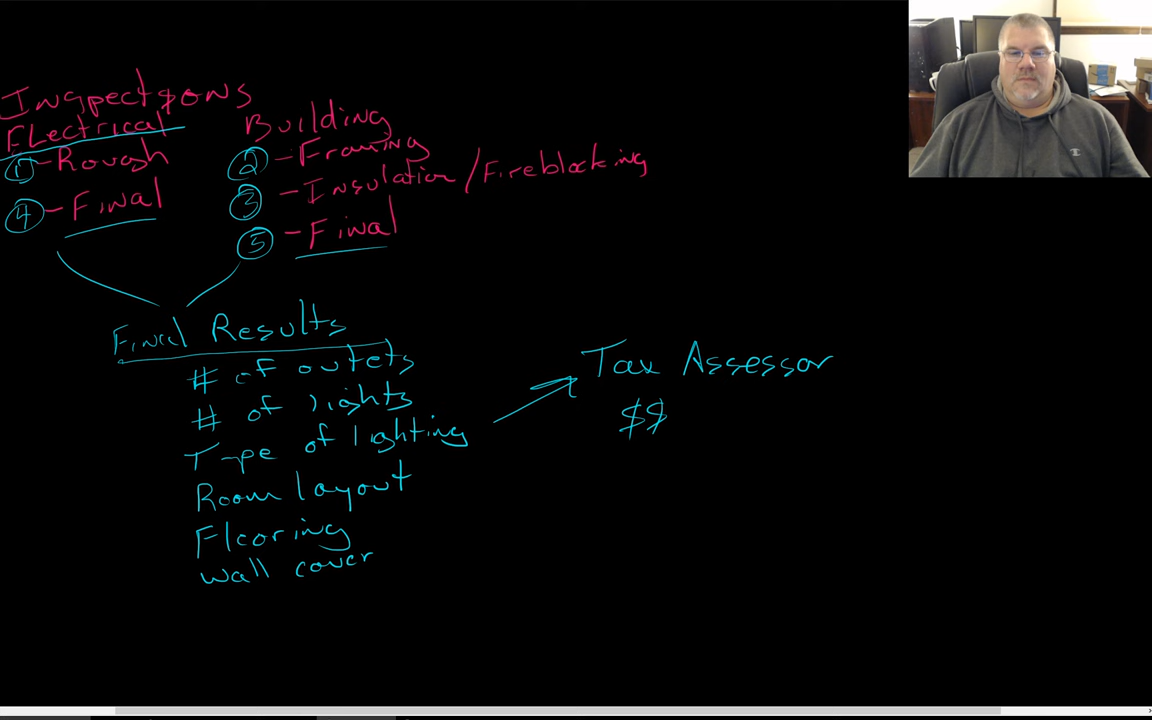 Inspections
Electrical
① - Rough
④ - Final
Building
② - Framing
③ - Insulation/Fireblocking
⑤ - Final
Final Results
# of outets
# of lights
Type of lighting
Room layout
Flooring
Wall cover
Tax Assessor
$$